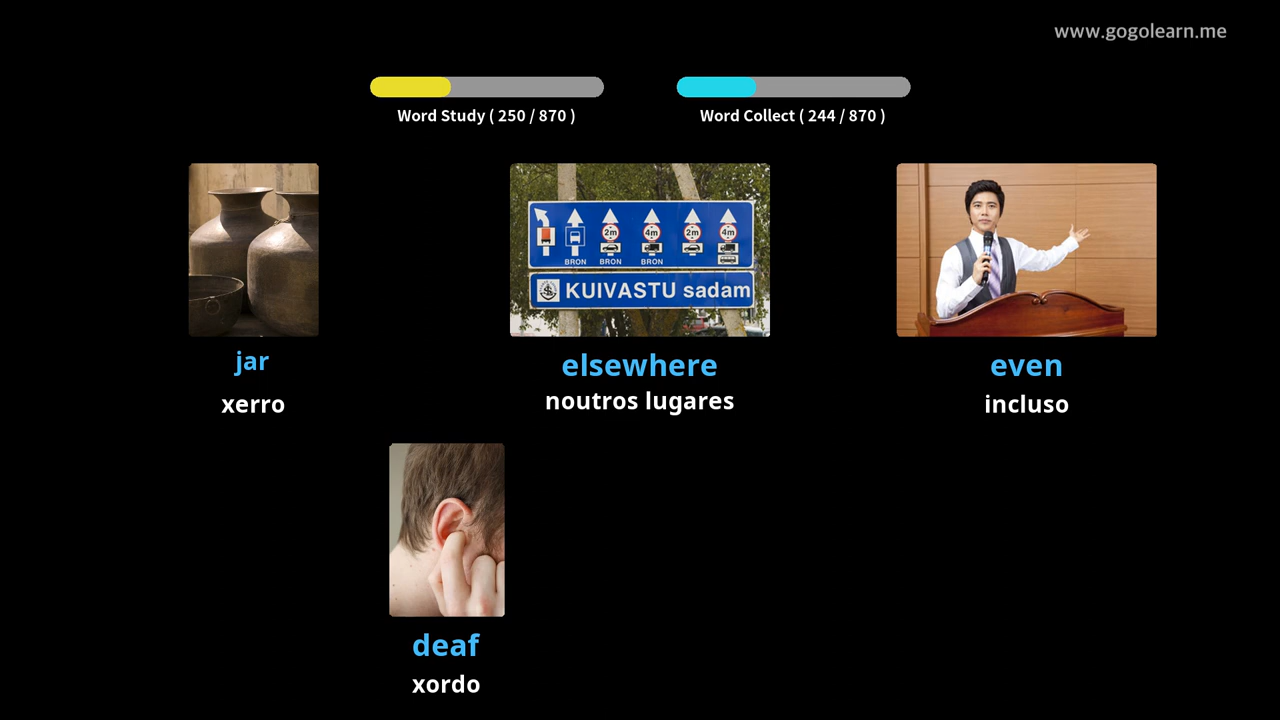 www.gogolearn.me
Word Study ( 250 / 870 )
Word Collect ( 244 / 870 )
2m
4m
2m
4m
BRON
BRON
BRON
KUIVASTU sadam
jar
elsewhere
even
xerro
noutros lugares
incluso
deaf
xordo